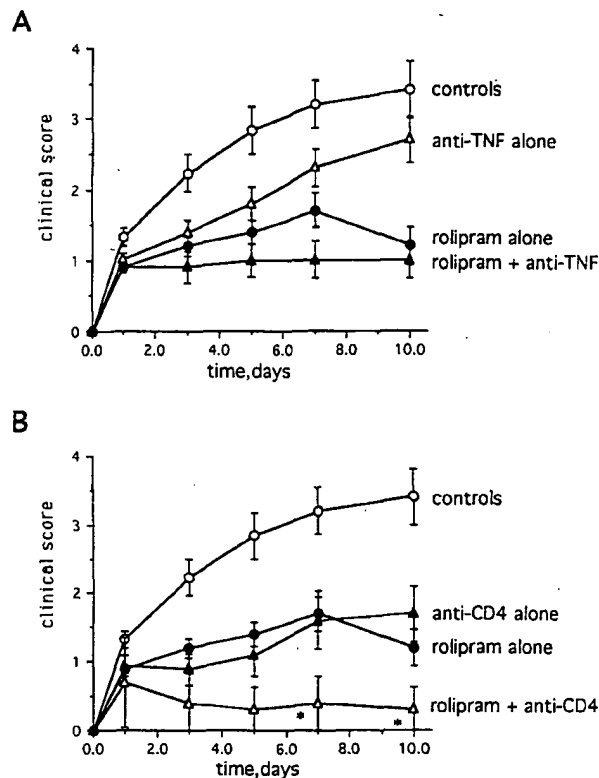 A
4
3
2
1
0
clinical score
controls
anti-TNF alone
rolipram alone
rolipram + anti-TNF
0.0 2.0 4.0 6.0 8.0 10.0
time,days
B
4
3
2
1
0
clinical score
controls
anti-CD4 alone
rolipram alone
rolipram + anti-CD4
* *
0.0 2.0 4.0 6.0 8.0 10.0
time,days